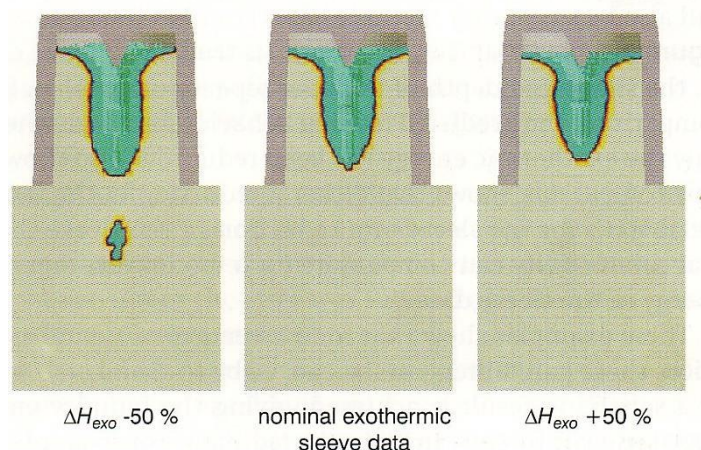 ΔH_exo -50 %
nominal exothermic
sleeve data
ΔH_exo +50 %